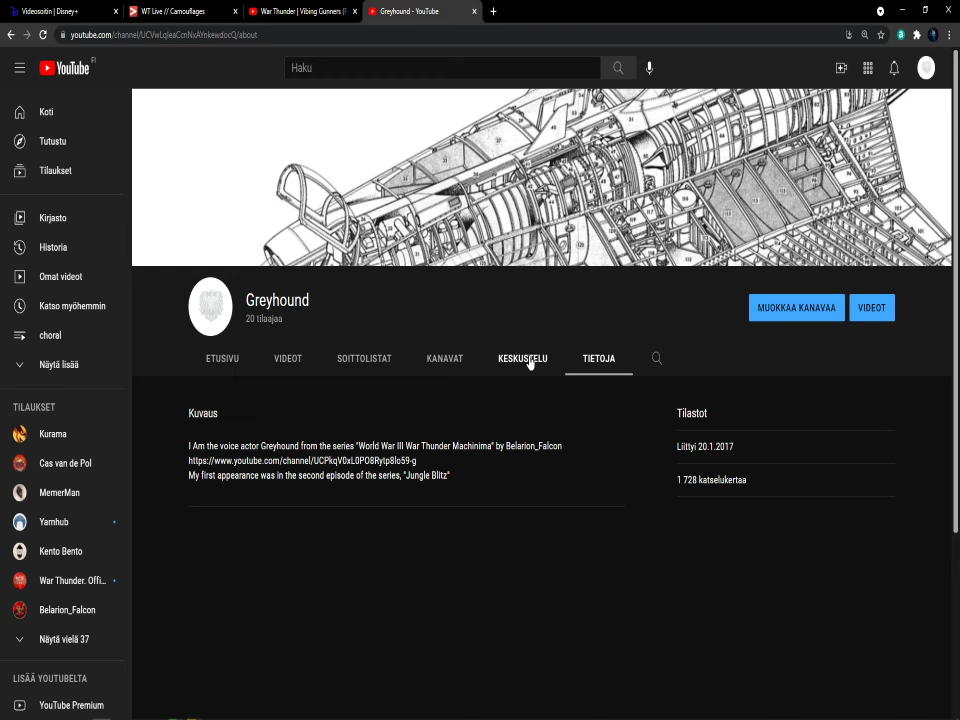 Videosoitin | Disney+
WT Live // Camouflages
War Thunder | Vibing Gunners (
Greyhound - YouTube
youtube.com/channel/UCVwLqleaCcnNxAYnkewdocQ/about
YouTube FI
Haku
Koti
Tutustu
Tilaukset
Kirjasto
Historia
Omat videot
Katso myöhemmin
choral
Näytä lisää
TILAUKSET
Kurama
Cas van de Pol
MemerMan
Yarnhub
Kento Bento
War Thunder. Offi...
Belarion_Falcon
Näytä vielä 37
LISÄÄ YOUTUBELTA
YouTube Premium
Greyhound
20 tilaajaa
MUOKKAA KANAVAA
VIDEOT
ETUSIVU VIDEOT SOITTOLISTAT KANAVAT KESKUSTELU TIETOJA
Kuvaus
I Am the voice actor Greyhound from the series "World War III War Thunder Machinima" by Belarion_Falcon
https://www.youtube.com/channel/UCPkqV0xL0PO8Rytp8lo59-g
My first appearance was in the second episode of the series, "Jungle Blitz"
Tilastot
Liittyi 20.1.2017
1 728 katselukertaa